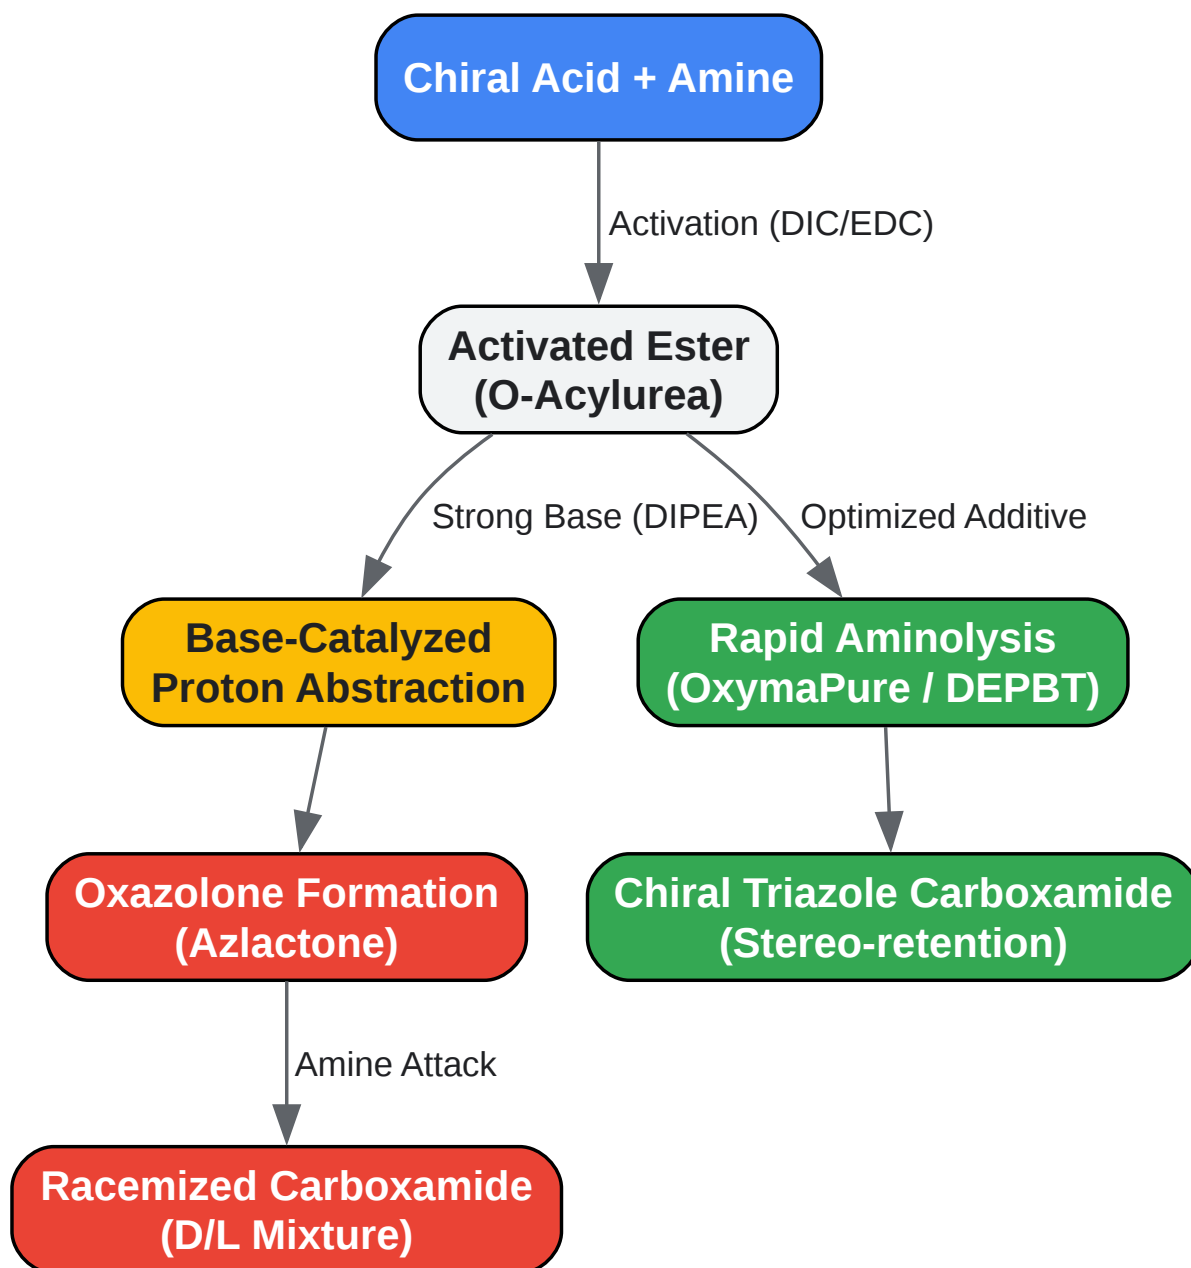 Chiral Acid + Amine
Activation (DIC/EDC)
Activated Ester
(O-Acylurea)
Strong Base (DIPEA)
Optimized Additive
Base-Catalyzed
Proton Abstraction
Rapid Aminolysis
(OxymaPure / DEPBT)
Oxazolone Formation
(Azlactone)
Chiral Triazole Carboxamide
(Stereo-retention)
Amine Attack
Racemized Carboxamide
(D/L Mixture)